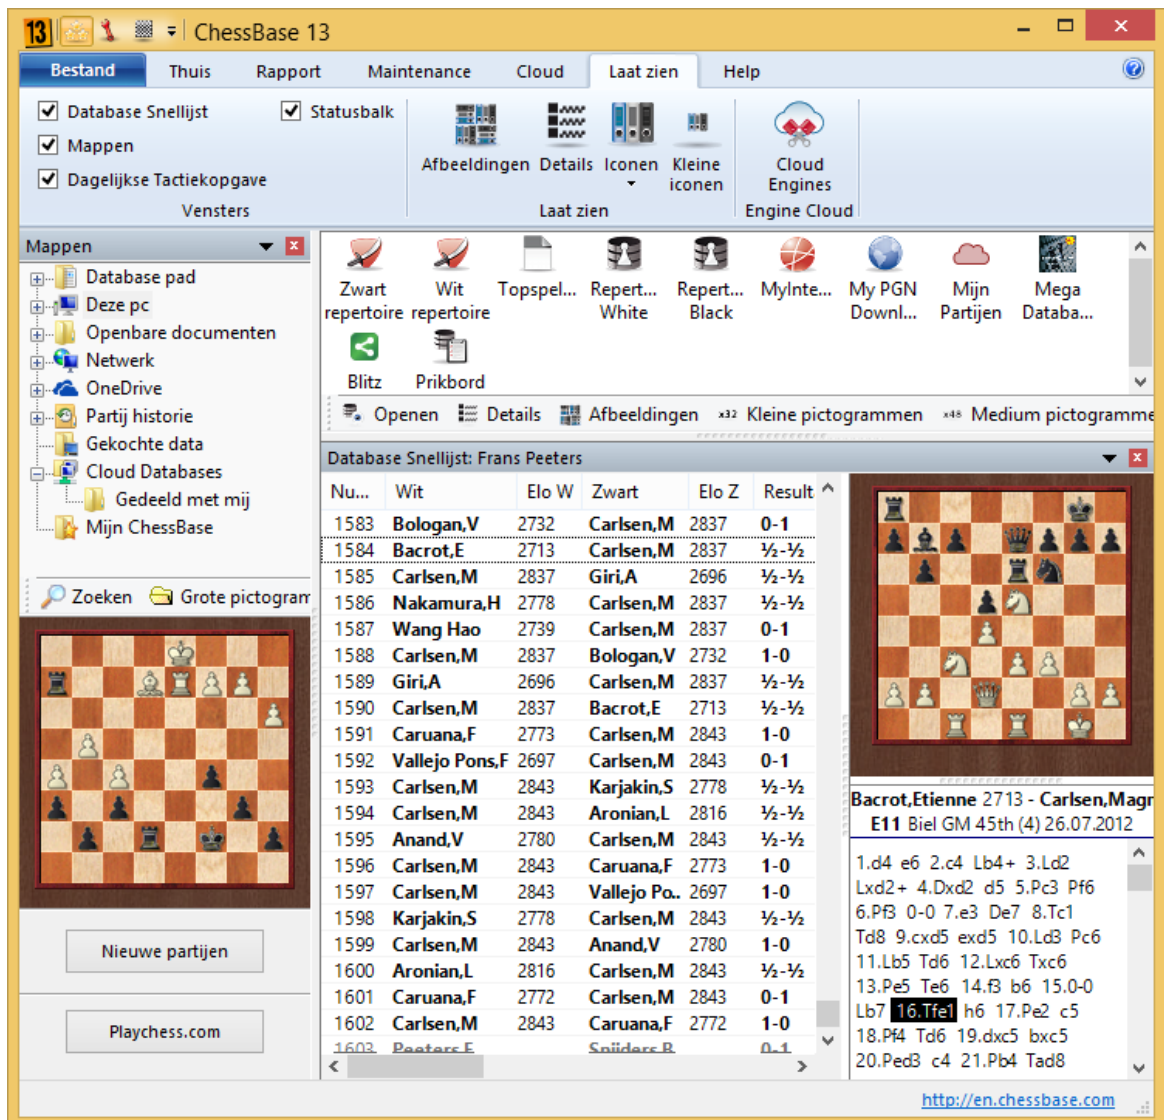 13 ChessBase 13
Bestand Thuis Rapport Maintenance Cloud Laat zien Help
Database Snellijst Statusbalk
Mappen
Dagelijkse Tactiekopgave
Vensters
Afbeeldingen Details Iconen Kleine iconen
Laat zien
Cloud Engines
Engine Cloud
Mappen
Database pad
Deze pc
Openbare documenten
Netwerk
OneDrive
Partij historie
Gekochte data
Cloud Databases
Gedeeld met mij
Mijn ChessBase
Zoeken Grote pictogram
Nieuwe partijen
Playchess.com
Zwart repertoire
Wit repertoire
Topspel...
Repert... White
Repert... Black
MyInte...
My PGN Downl...
Mijn Partijen
Mega Databa...
Blitz
Prikbord
Openen Details Afbeeldingen x32 Kleine pictogrammen x48 Medium pictogramme
Database Snellijst: Frans Peeters
Nu... Wit Elo W Zwart Elo Z Result
1583 Bologan,V 2732 Carlsen,M 2837 0-1
1584 Bacrot,E 2713 Carlsen,M 2837 ½-½
1585 Carlsen,M 2837 Giri,A 2696 ½-½
1586 Nakamura,H 2778 Carlsen,M 2837 ½-½
1587 Wang Hao 2739 Carlsen,M 2837 0-1
1588 Carlsen,M 2837 Bologan,V 2732 1-0
1589 Giri,A 2696 Carlsen,M 2837 ½-½
1590 Carlsen,M 2837 Bacrot,E 2713 ½-½
1591 Caruana,F 2773 Carlsen,M 2843 1-0
1592 Vallejo Pons,F 2697 Carlsen,M 2843 0-1
1593 Carlsen,M 2843 Karjakin,S 2778 ½-½
1594 Carlsen,M 2843 Aronian,L 2816 ½-½
1595 Anand,V 2780 Carlsen,M 2843 ½-½
1596 Carlsen,M 2843 Caruana,F 2773 1-0
1597 Carlsen,M 2843 Vallejo Po.. 2697 1-0
1598 Karjakin,S 2778 Carlsen,M 2843 ½-½
1599 Carlsen,M 2843 Anand,V 2780 1-0
1600 Aronian,L 2816 Carlsen,M 2843 ½-½
1601 Caruana,F 2772 Carlsen,M 2843 0-1
1602 Carlsen,M 2843 Caruana,F 2772 1-0
1603 Peeters,F Snijders,B 0-1
Bacrot,Etienne 2713 - Carlsen,Magr
E11 Biel GM 45th (4) 26.07.2012
1.d4 e6 2.c4 Lb4+ 3.Ld2
Lxd2+ 4.Dxd2 d5 5.Pc3 Pf6
6.Pf3 0-0 7.e3 De7 8.Tc1
Td8 9.cxd5 exd5 10.Ld3 Pc6
11.Lb5 Td6 12.Lxc6 Txc6
13.Pe5 Te6 14.f3 b6 15.0-0
Lb7 16.Tfe1 h6 17.Pe2 c5
18.Pf4 Td6 19.dxc5 bxc5
20.Ped3 c4 21.Pb4 Tad8
http://en.chessbase.com